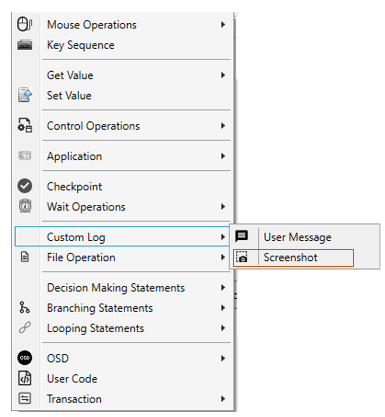 Mouse Operations
Key Sequence
Get Value
Set Value
Control Operations
Application
Checkpoint
Wait Operations
Custom Log
User Message
File Operation
Screenshot
Decision Making Statements
Branching Statements
Looping Statements
OSD
OSD
User Code
Transaction